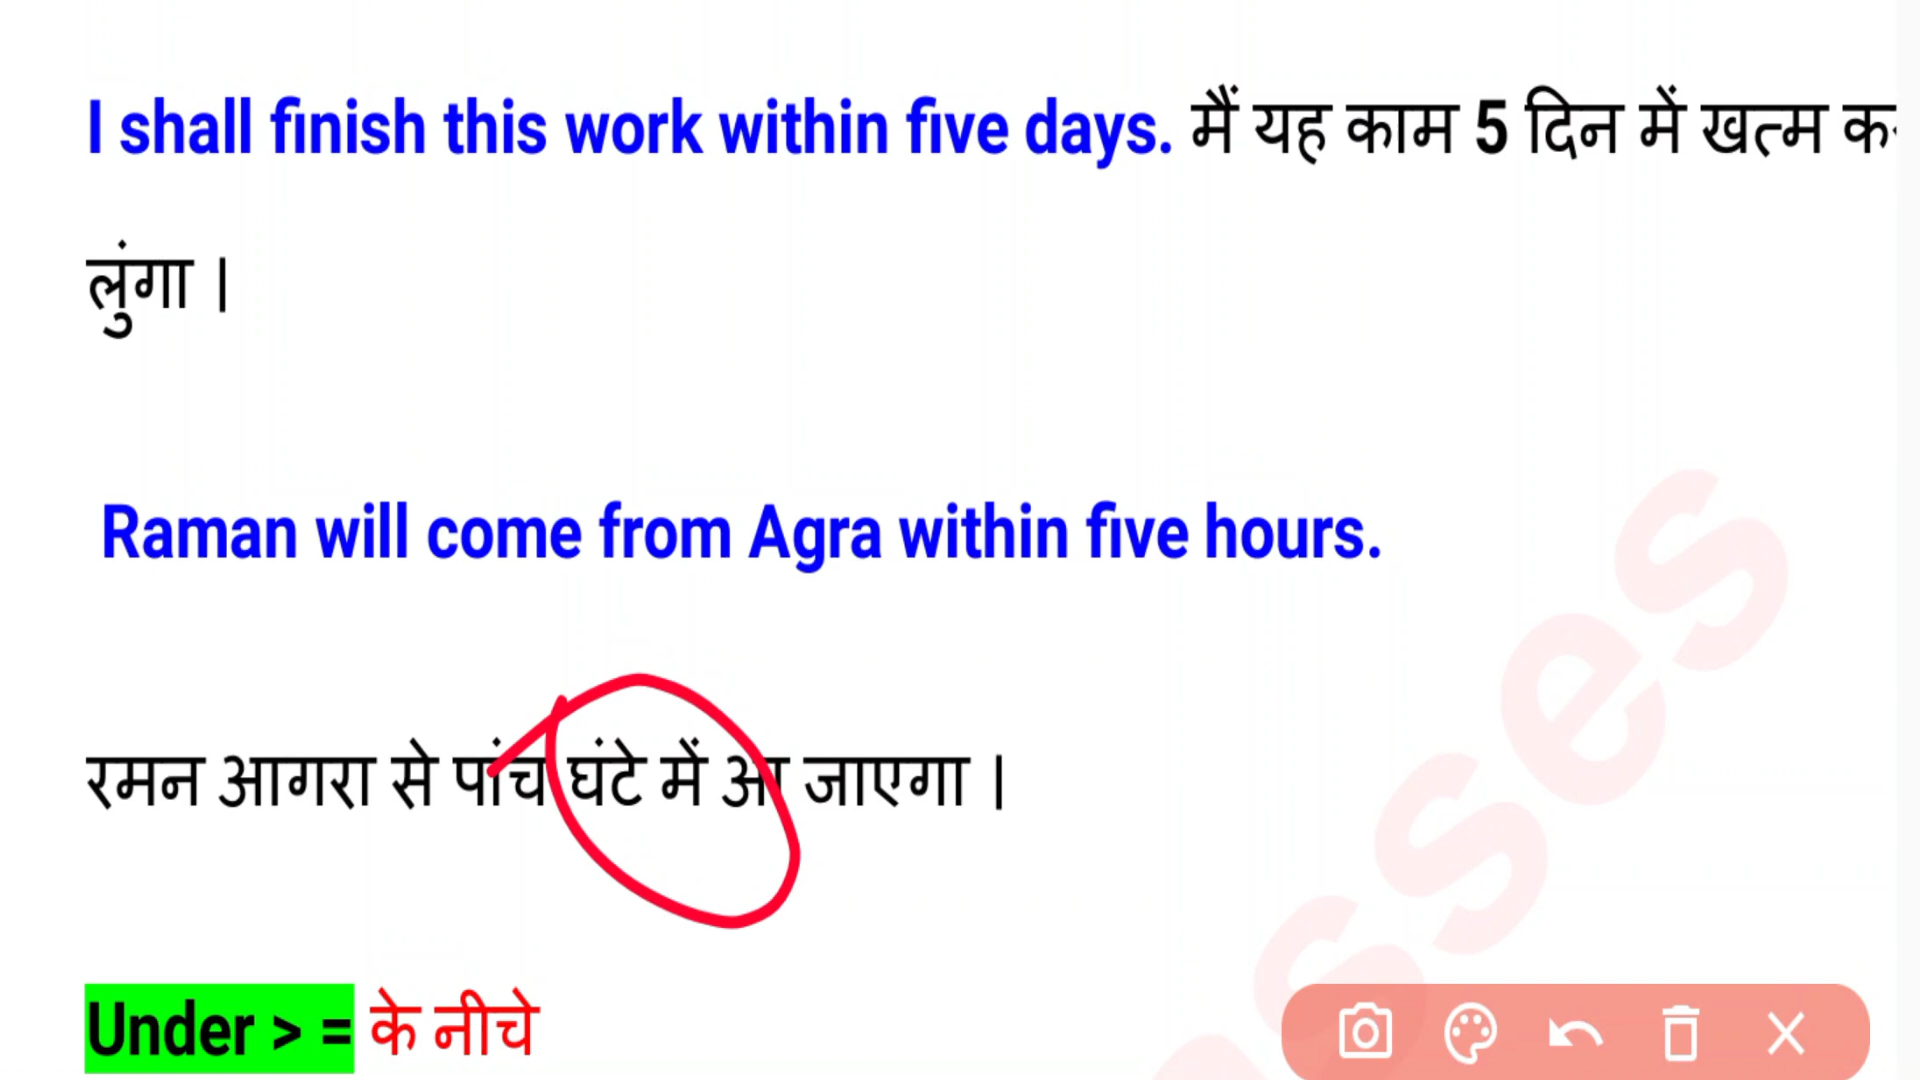 I shall finish this work within five days. मैं यह काम 5 दिन में खत्म कर
लुंगा |
Raman will come from Agra within five hours.
रमन आगरा से पांच घंटे में आ जाएगा |
Under > = के नीचे
sses